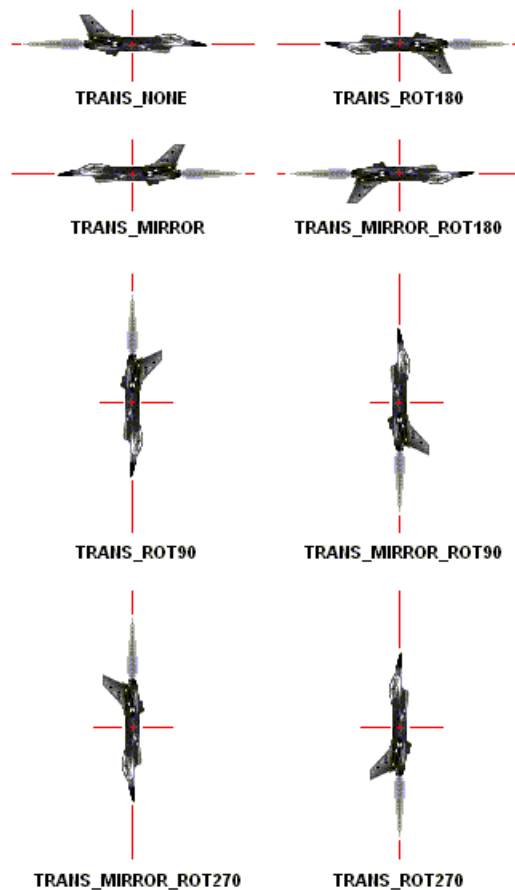 TRANS_NONE
TRANS_ROT180
TRANS_MIRROR
TRANS_MIRROR_ROT180
TRANS_ROT90
TRANS_MIRROR_ROT90
TRANS_MIRROR_ROT270
TRANS_ROT270